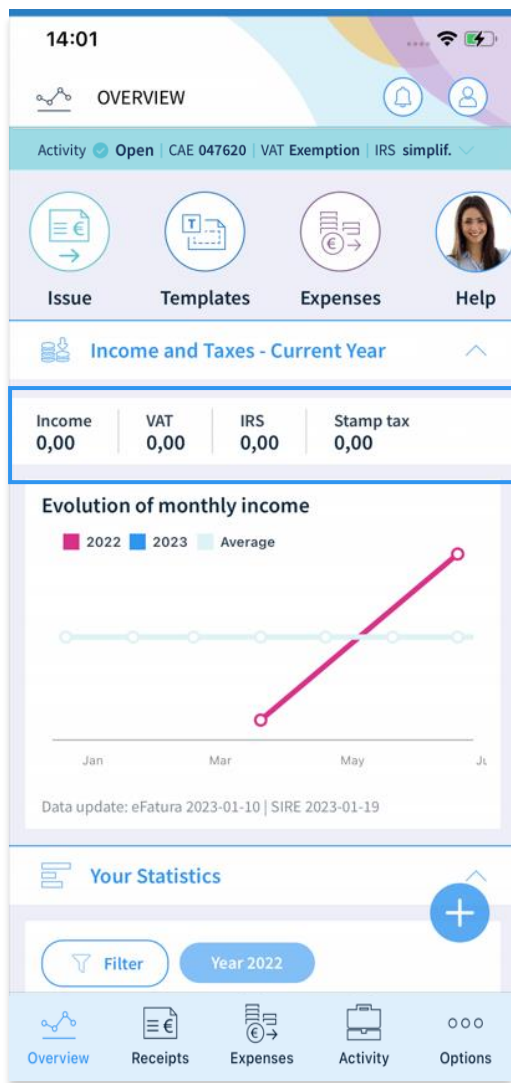 14:01
OVERVIEW
Activity Open | CAE 047620 | VAT Exemption | IRS simplif.
T
€
€
Issue Templates Expenses Help
Income and Taxes - Current Year
Income VAT IRS Stamp tax
0,00 0,00 0,00 0,00
Evolution of monthly income
2022 2023 Average
Jan Mar May Ju
Data update: eFatura 2023-01-10 | SIRE 2023-01-19
Your Statistics
+
Filter Year 2022
€
€
Overview Receipts Expenses Activity Options